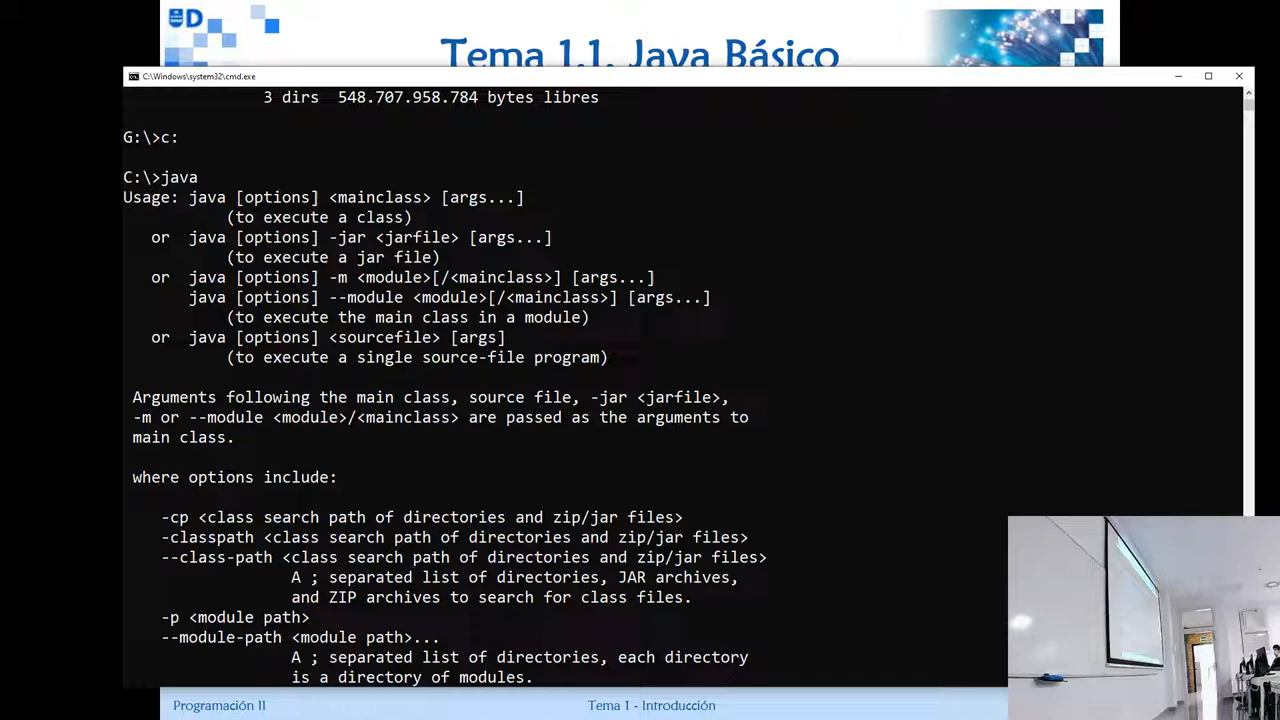 D
Tema 1.1. Java Básico
C:\Windows\system32\cmd.exe
3 dirs  548.707.958.784 bytes libres
G:\>c:
C:\>java
Usage: java [options] <mainclass> [args...]
(to execute a class)
or  java [options] -jar <jarfile> [args...]
(to execute a jar file)
or  java [options] -m <module>[/<mainclass>] [args...]
java [options] --module <module>[/<mainclass>] [args...]
(to execute the main class in a module)
or  java [options] <sourcefile> [args]
(to execute a single source-file program)
Arguments following the main class, source file, -jar <jarfile>,
-m or --module <module>/<mainclass> are passed as the arguments to
main class.
where options include:
-cp <class search path of directories and zip/jar files>
-classpath <class search path of directories and zip/jar files>
--class-path <class search path of directories and zip/jar files>
A ; separated list of directories, JAR archives,
and ZIP archives to search for class files.
-p <module path>
--module-path <module path>...
A ; separated list of directories, each directory
is a directory of modules.
Programación II
Tema 1 - Introducción